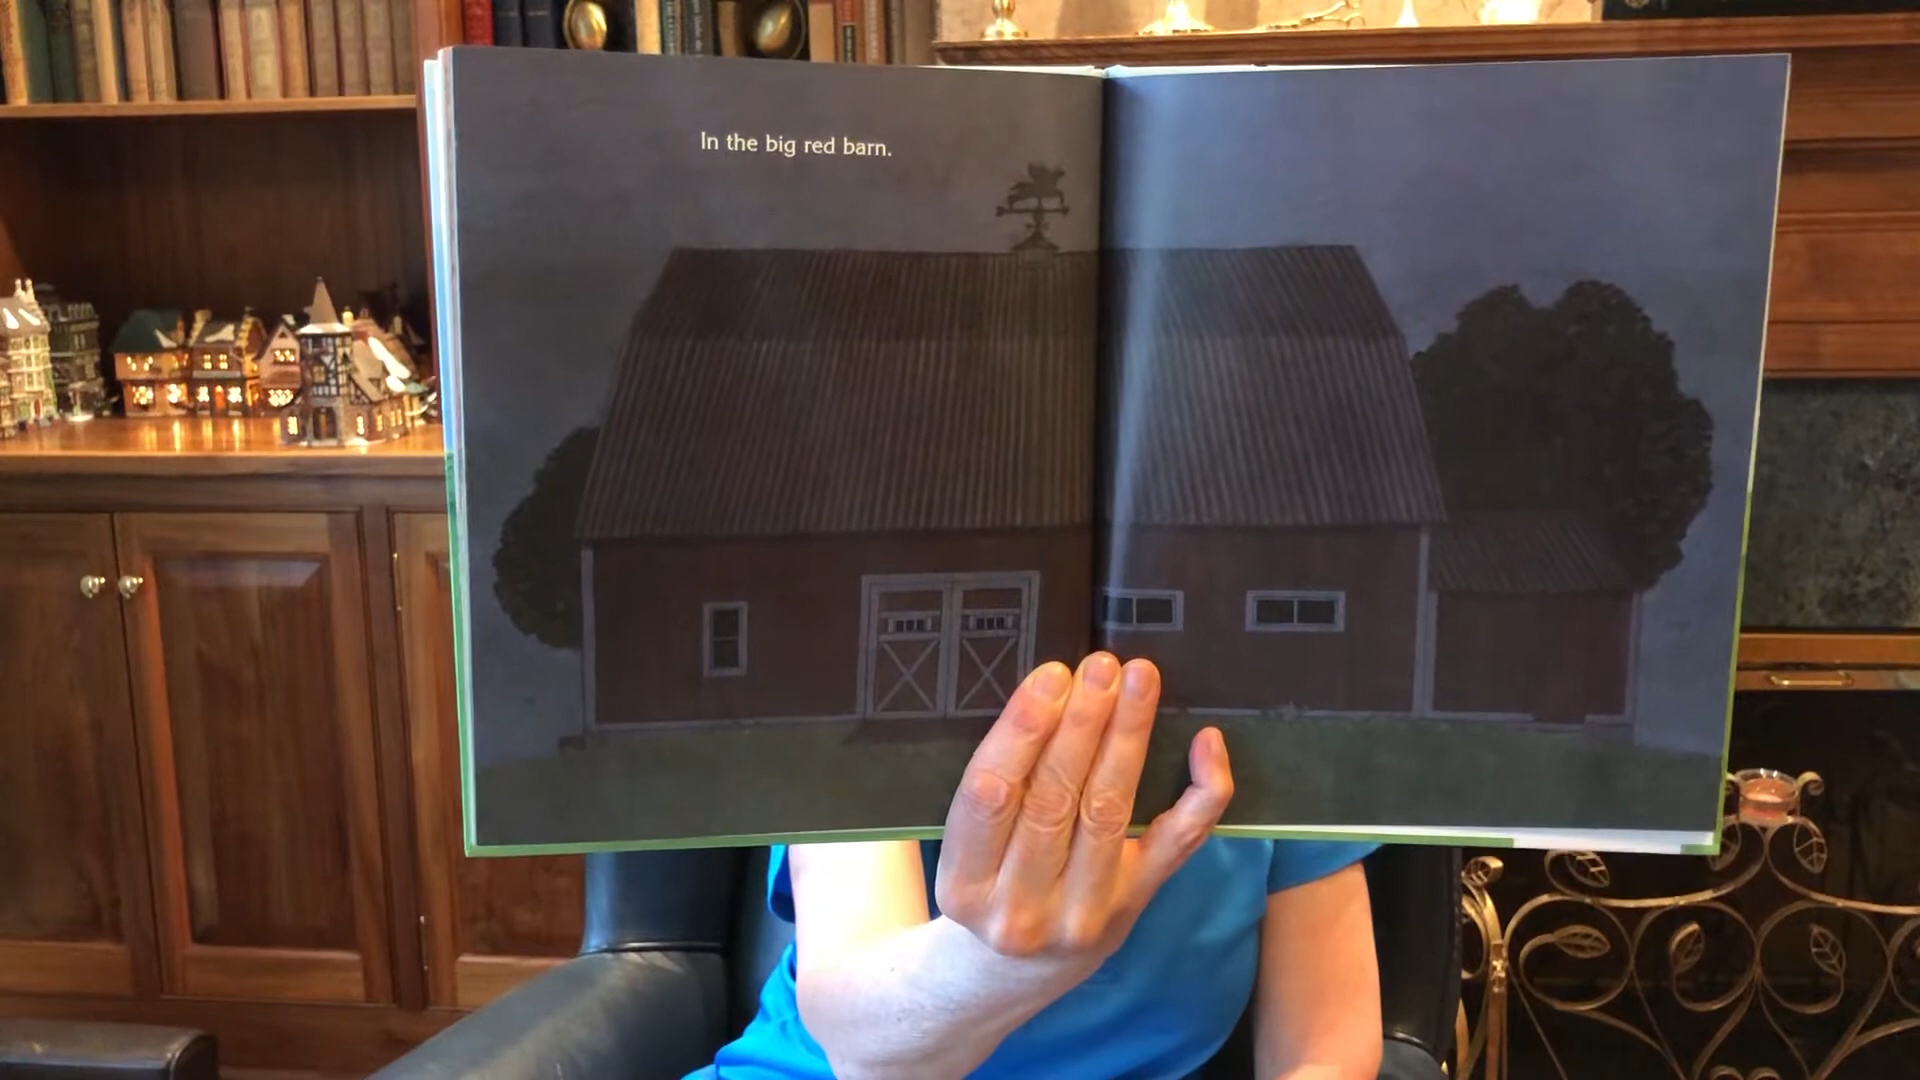 In the big red barn.